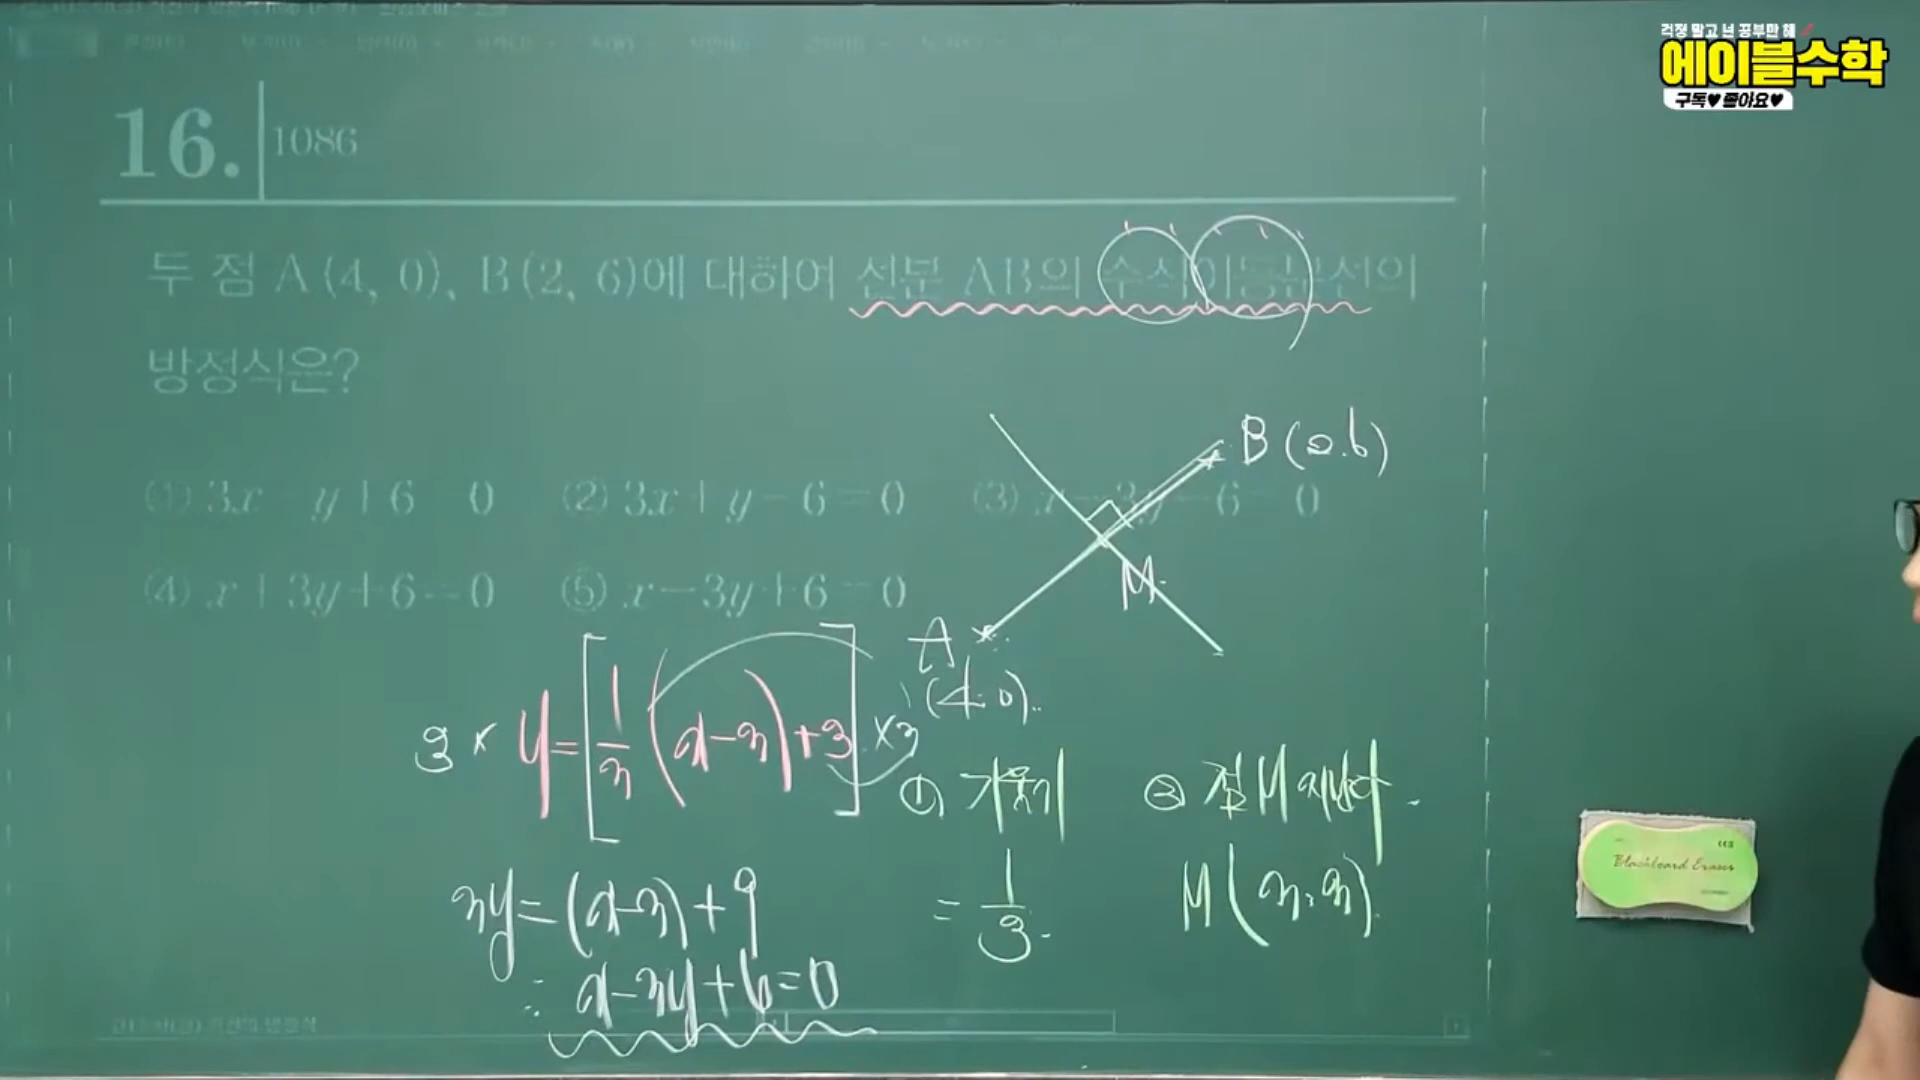 걱정 말고 넌 공부만 해
에이블수학
구독♥ 좋아요♥
16. 1086
두 점 A(4, 0), B(2, 6)에 대하여 선분 AB의 수직이등분선의
방정식은?
(1) 3x-y+6=0 (2) 3x+y-6=0 (3) x-3y-6=0
(4) x+3y+6=0 (5) x-3y+6=0
B(2.6)
M.
A
(4.0)
3× y=[1/3(x-3)+3]×3
① 기울기 ② 점 M 지난다.
=1/3. M(3,3).
3y=(x-3)+9
∴ x-3y+6=0
Blackboard Eraser